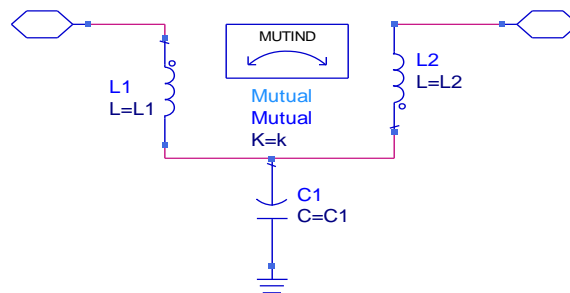 MUTIND
L1
L=L1
L2
L=L2
Mutual
Mutual
K=k
C1
C=C1